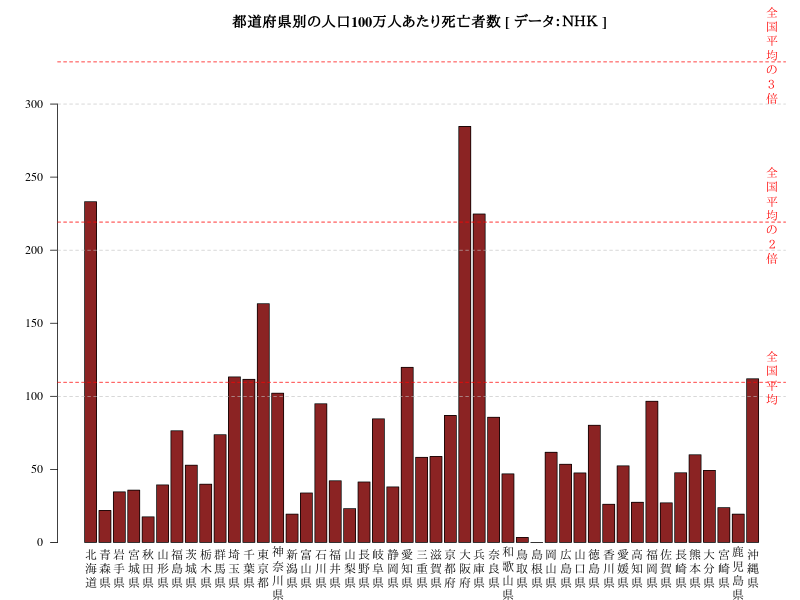 都道府県別の人口100万人あたり死亡者数 [ データ：NHK ]
全国平均の3倍
全国平均の2倍
全国平均
300
250
200
150
100
50
0
北海道
青森県
岩手県
宮城県
秋田県
山形県
福島県
茨城県
栃木県
群馬県
埼玉県
千葉県
東京都
神奈川県
新潟県
富山県
石川県
福井県
山梨県
長野県
岐阜県
静岡県
愛知県
三重県
滋賀県
京都府
大阪府
兵庫県
奈良県
和歌山県
鳥取県
島根県
岡山県
広島県
山口県
徳島県
香川県
愛媛県
高知県
福岡県
佐賀県
長崎県
熊本県
大分県
宮崎県
鹿児島県
沖縄県